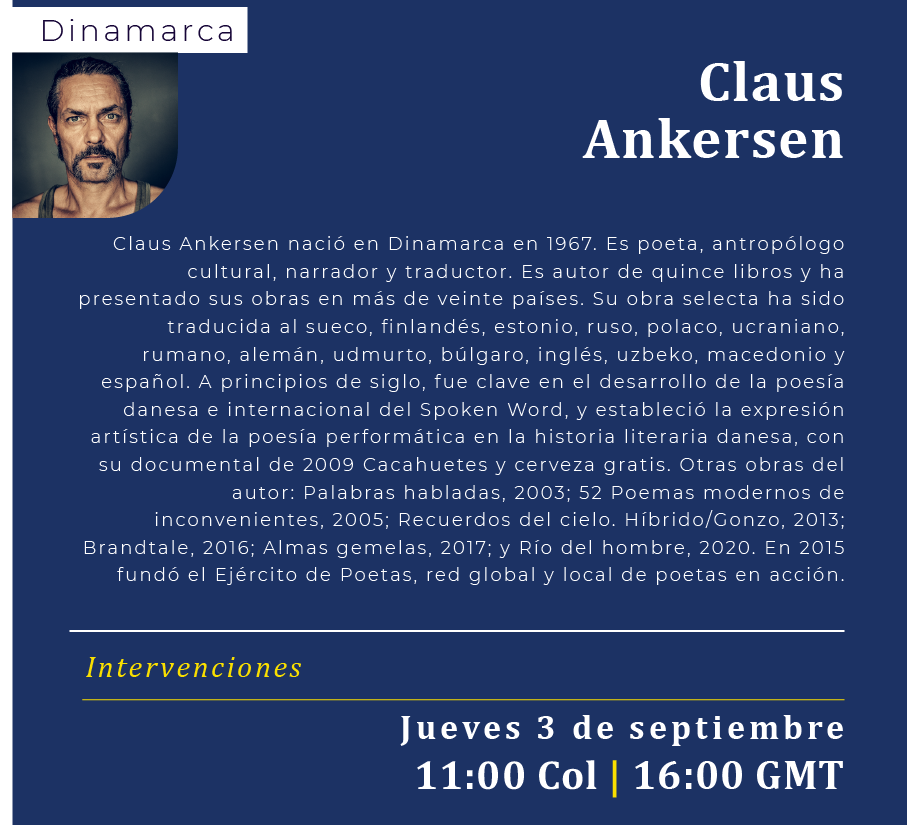 Dinamarca
Claus
Ankersen
Claus Ankersen nació en Dinamarca en 1967. Es poeta, antropólogo
cultural, narrador y traductor. Es autor de quince libros y ha
presentado sus obras en más de veinte países. Su obra selecta ha sido
traducida al sueco, finlandés, estonio, ruso, polaco, ucraniano,
rumano, alemán, udmurto, búlgaro, inglés, uzbeko, macedonio y
español. A principios de siglo, fue clave en el desarrollo de la poesía
danesa e internacional del Spoken Word, y estableció la expresión
artística de la poesía performática en la historia literaria danesa, con
su documental de 2009 Cacahuetes y cerveza gratis. Otras obras del
autor: Palabras habladas, 2003; 52 Poemas modernos de
inconvenientes, 2005; Recuerdos del cielo. Híbrido/Gonzo, 2013;
Brandtale, 2016; Almas gemelas, 2017; y Río del hombre, 2020. En 2015
fundó el Ejército de Poetas, red global y local de poetas en acción.
Intervenciones
Jueves 3 de septiembre
11:00 Col | 16:00 GMT